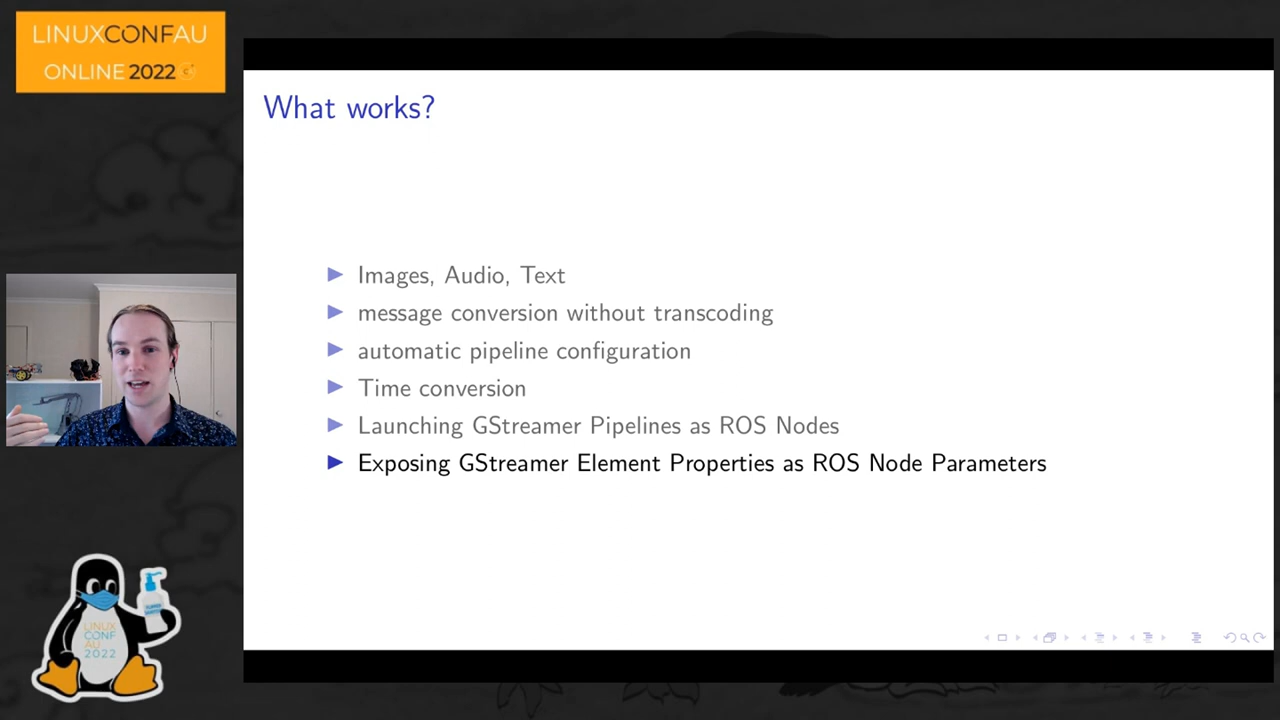 LINUXCONFAU
ONLINE 2022
What works?
Images, Audio, Text
message conversion without transcoding
automatic pipeline configuration
Time conversion
Launching GStreamer Pipelines as ROS Nodes
Exposing GStreamer Element Properties as ROS Node Parameters
LINUX
CONF
AU
2022